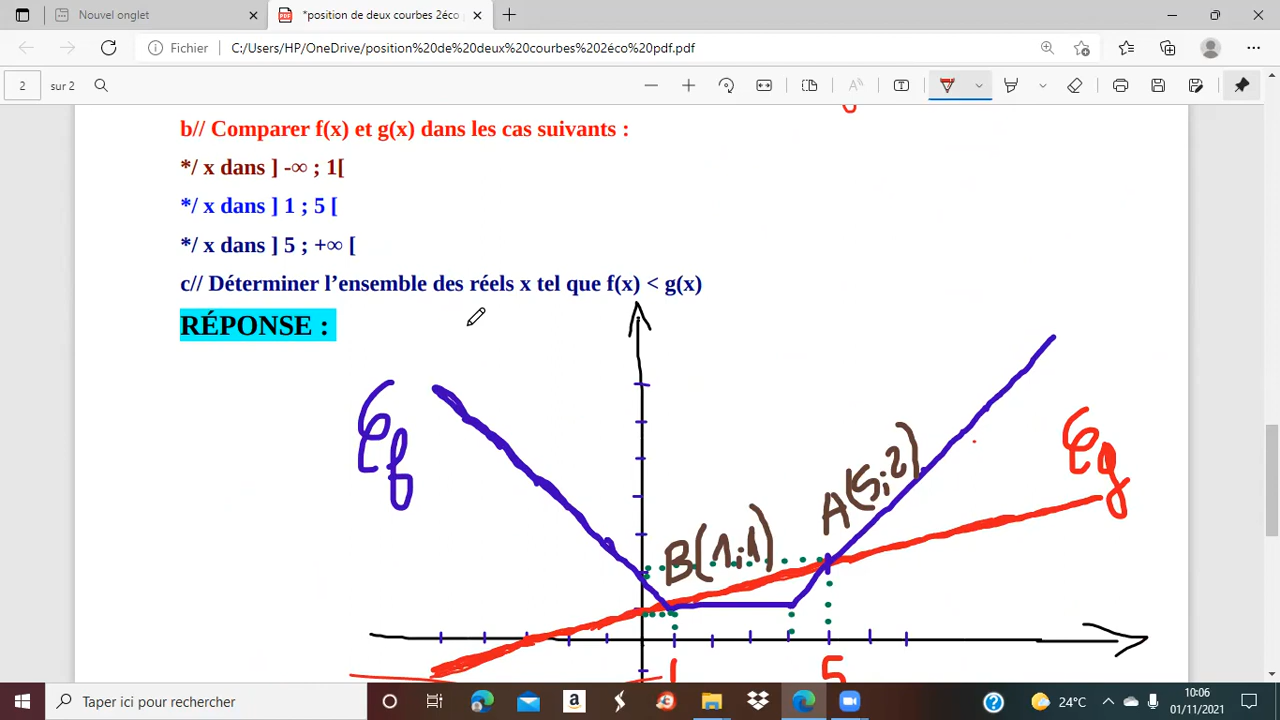 Nouvel onglet
*position de deux courbes 2éco
Fichier
C:/Users/HP/OneDrive/position%20de%20deux%20courbes%202éco%20pdf.pdf
2
sur 2
b// Comparer f(x) et g(x) dans les cas suivants :
*/ x dans ] -∞ ; 1[
*/ x dans ] 1 ; 5 [
*/ x dans ] 5 ; +∞ [
c// Déterminer l’ensemble des réels x tel que f(x) < g(x)
RÉPONSE :
Cf
Cg
A(5;2)
B(1;1)
1
5
Taper ici pour rechercher
24°C
10:06
01/11/2021